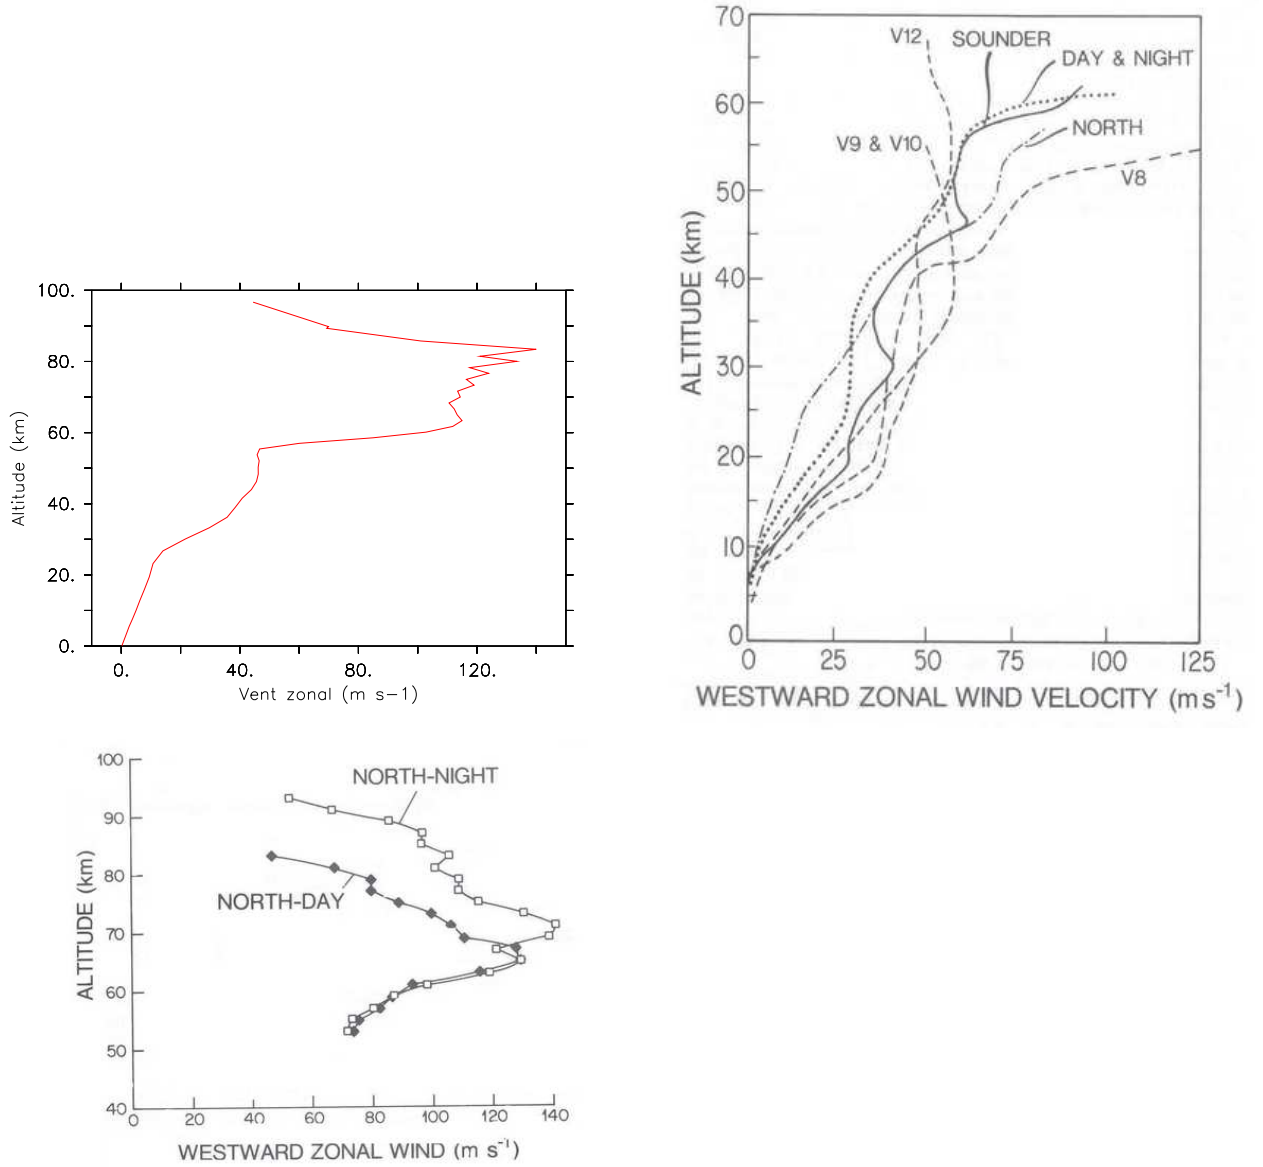 100.
80.
60.
40.
20.
0.
Altitude (km)
0.
40.
80.
120.
Vent zonal (m s−1)
70
60
50
40
30
20
10
0
ALTITUDE (km)
V12
SOUNDER
DAY & NIGHT
V9 & V10
NORTH
V8
0
25
50
75
100
125
WESTWARD ZONAL WIND VELOCITY (m s-1)
100
90
80
70
60
50
40
ALTITUDE (km)
NORTH-NIGHT
NORTH-DAY
0
20
40
60
80
100
120
140
WESTWARD ZONAL WIND (m s-1)